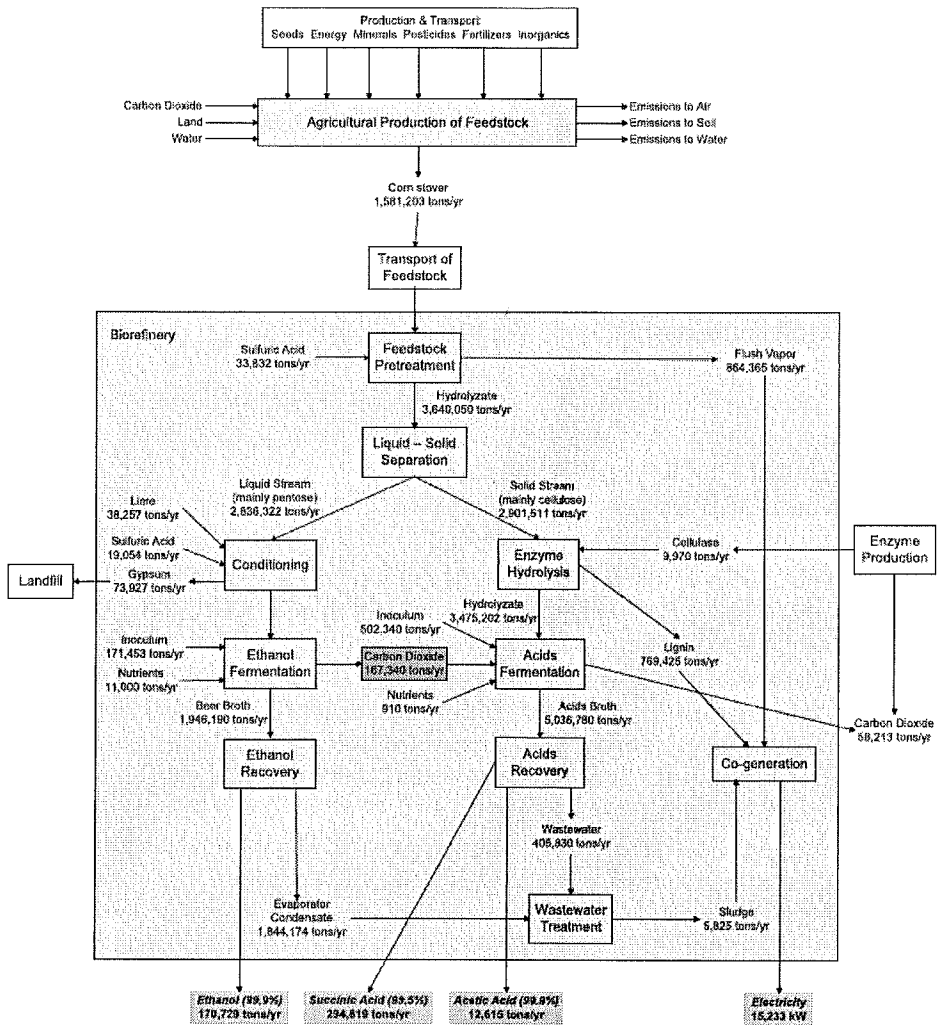 Production & Transport
Seeds Energy Minerals Pesticides Fertilizers Inorganics
Carbon Dioxide
Land
Water
Agricultural Production of Feedstock
Emissions to Air
Emissions to Soil
Emissions to Water
Corn stover
1,581,203 tons/yr
Transport of
Feedstock
Biorefinery
Sulfuric Acid
33,832 tons/yr
Feedstock
Pretreatment
Flush Vapor
864,365 tons/yr
Hydrolyzate
3,640,050 tons/yr
Liquid – Solid
Separation
Liquid Stream
(mainly pentose)
2,836,322 tons/yr
Solid Stream
(mainly cellulose)
2,901,511 tons/yr
Lime
38,257 tons/yr
Sulfuric Acid
19,054 tons/yr
Conditioning
Enzyme
Hydrolysis
Cellulase
9,970 tons/yr
Enzyme
Production
Landfill
Gypsum
73,927 tons/yr
Hydrolyzate
3,475,202 tons/yr
Inoculum
502,340 tons/yr
Inoculum
171,453 tons/yr
Nutrients
11,000 tons/yr
Ethanol
Fermentation
Carbon Dioxide
167,340 tons/yr
Acids
Fermentation
Lignin
769,425 tons/yr
Nutrients
910 tons/yr
Beer Broth
1,946,190 tons/yr
Acids Broth
5,036,780 tons/yr
Carbon Dioxide
58,213 tons/yr
Ethanol
Recovery
Acids
Recovery
Co-generation
Wastewater
405,830 tons/yr
Evaporator
Condensate
1,844,174 tons/yr
Wastewater
Treatment
Sludge
5,825 tons/yr
Ethanol (99.9%)
170,729 tons/yr
Succinic Acid (99.5%)
294,819 tons/yr
Acetic Acid (99.8%)
12,615 tons/yr
Electricity
15,233 kW